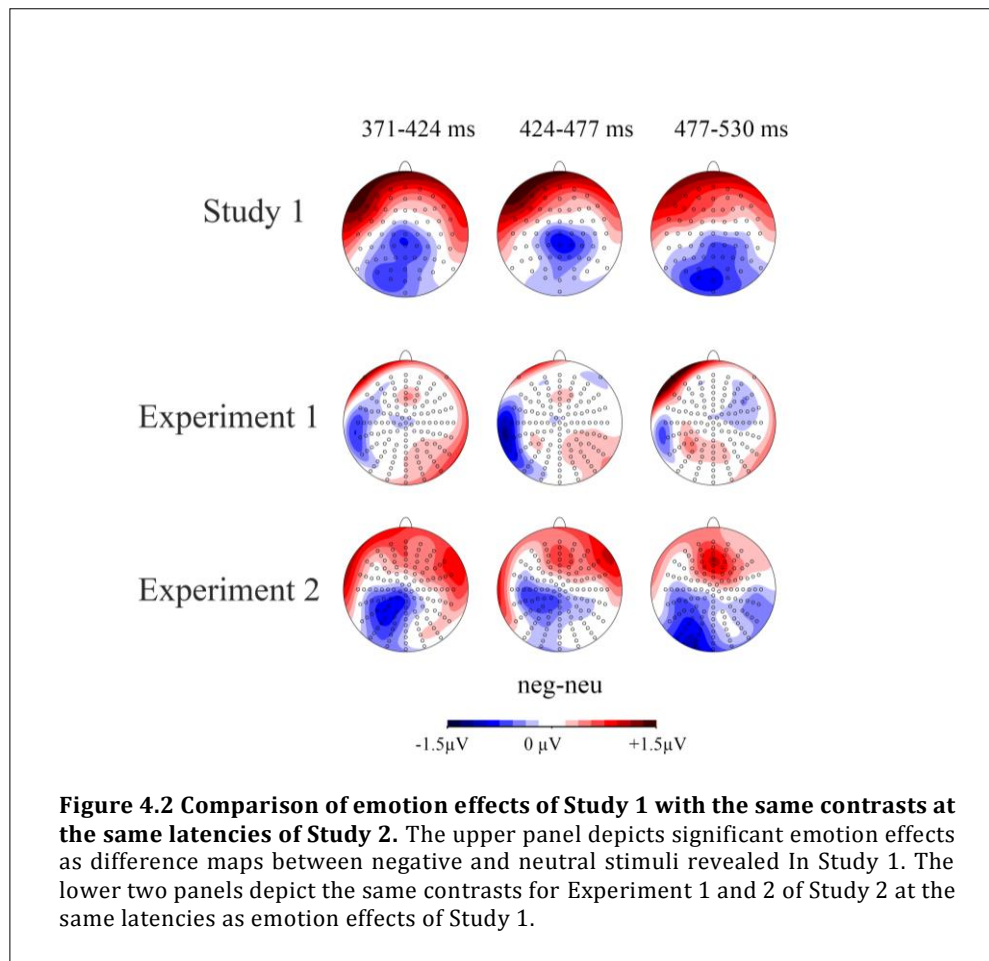 371-424 ms 424-477 ms 477-530 ms
Study 1
Experiment 1
Experiment 2
neg-neu
-1.5µV 0 µV +1.5µV
Figure 4.2 Comparison of emotion effects of Study 1 with the same contrasts at
the same latencies of Study 2. The upper panel depicts significant emotion effects
as difference maps between negative and neutral stimuli revealed In Study 1. The
lower two panels depict the same contrasts for Experiment 1 and 2 of Study 2 at the
same latencies as emotion effects of Study 1.